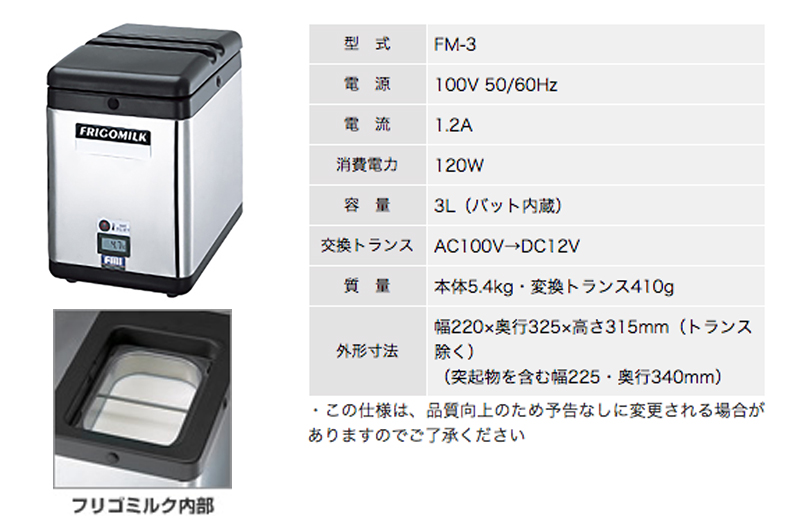 FRIGOMILK
4.7
FMI
フリゴミルク内部
型　式 FM-3
電　源 100V 50/60Hz
電　流 1.2A
消費電力 120W
容　量 3L（バット内蔵）
交換トランス AC100V→DC12V
質　量 本体5.4kg・変換トランス410g
外形寸法 幅220×奥行325×高さ315mm（トランス
除く）
（突起物を含む幅225・奥行340mm）
・この仕様は、品質向上のため予告なしに変更される場合が
ありますのでご了承ください